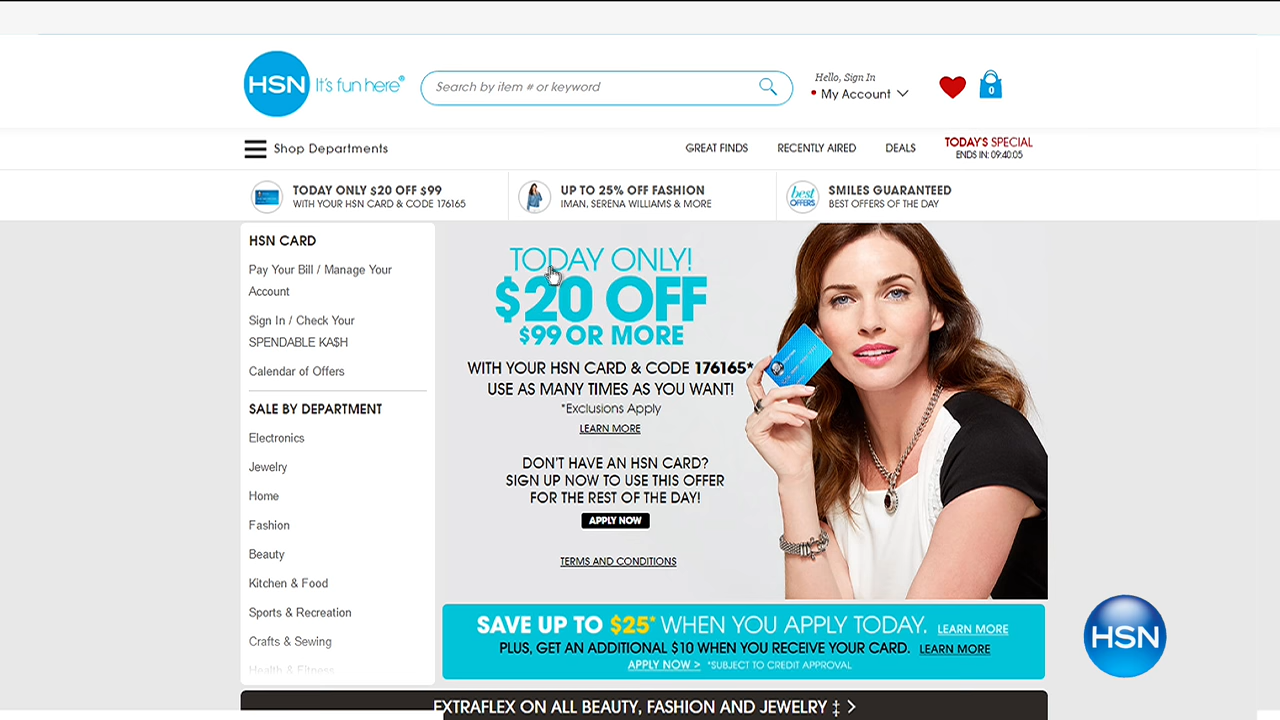 HSN It's fun here®
Search by item # or keyword
Hello, Sign In
My Account
0
Shop Departments
GREAT FINDS
RECENTLY AIRED
DEALS
TODAY'S SPECIAL
ENDS IN: 09:40:05
TODAY ONLY $20 OFF $99
WITH YOUR HSN CARD & CODE 176165
UP TO 25% OFF FASHION
IMAN, SERENA WILLIAMS & MORE
best OFFERS
SMILES GUARANTEED
BEST OFFERS OF THE DAY
HSN CARD
Pay Your Bill / Manage Your
Account
Sign In / Check Your
SPENDABLE KA$H
Calendar of Offers
SALE BY DEPARTMENT
Electronics
Jewelry
Home
Fashion
Beauty
Kitchen & Food
Sports & Recreation
Crafts & Sewing
Health & Fitness
TODAY ONLY!
$20 OFF
$99 OR MORE
WITH YOUR HSN CARD & CODE 176165*
USE AS MANY TIMES AS YOU WANT!
*Exclusions Apply
LEARN MORE
DON'T HAVE AN HSN CARD?
SIGN UP NOW TO USE THIS OFFER
FOR THE REST OF THE DAY!
APPLY NOW
TERMS AND CONDITIONS
SAVE UP TO $25* WHEN YOU APPLY TODAY. LEARN MORE
PLUS, GET AN ADDITIONAL $10 WHEN YOU RECEIVE YOUR CARD. LEARN MORE
APPLY NOW > *SUBJECT TO CREDIT APPROVAL
HSN
EXTRAFLEX ON ALL BEAUTY, FASHION AND JEWELRY ‡ >